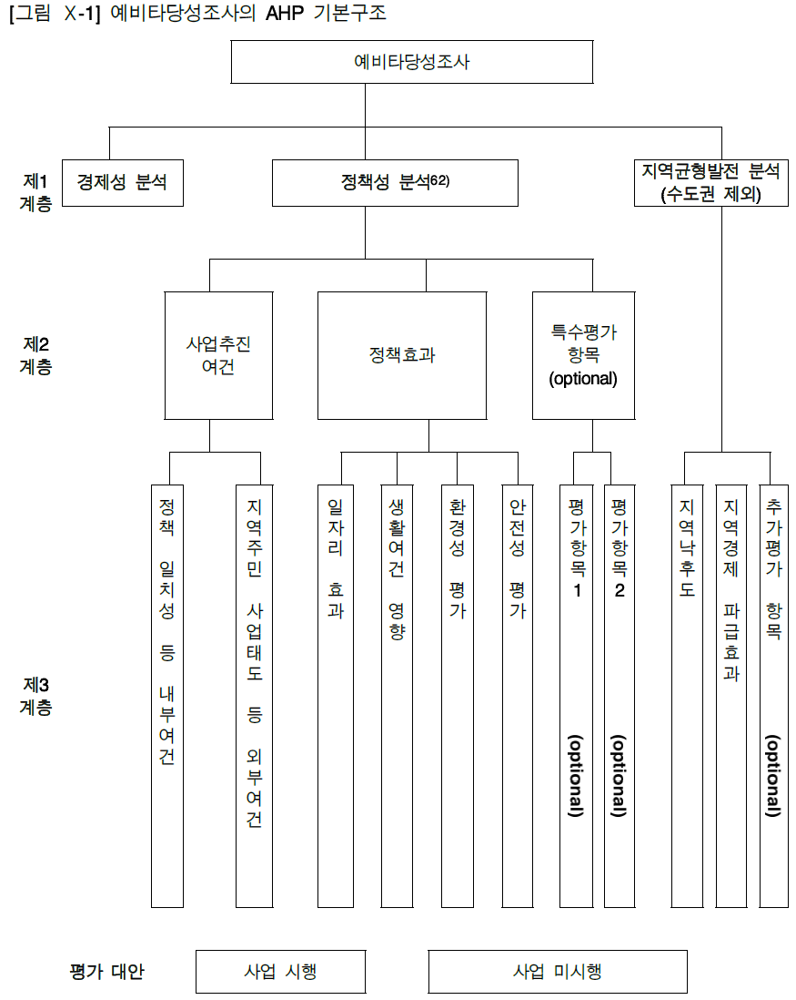 [그림 Ⅹ-1] 예비타당성조사의 AHP 기본구조
예비타당성조사
제1
계층
경제성 분석
정책성 분석62)
지역균형발전 분석
(수도권 제외)
제2
계층
사업추진
여건
정책효과
특수평가
항목
(optional)
제3
계층
정책 일치성 등 내부여건
지역주민 사업태도 등 외부여건
일자리 효과
생활여건 영향
환경성 평가
안전성 평가
평가항목1 (optional)
평가항목2 (optional)
지역낙후도
지역경제 파급효과
추가평가 항목 (optional)
평가 대안
사업 시행
사업 미시행